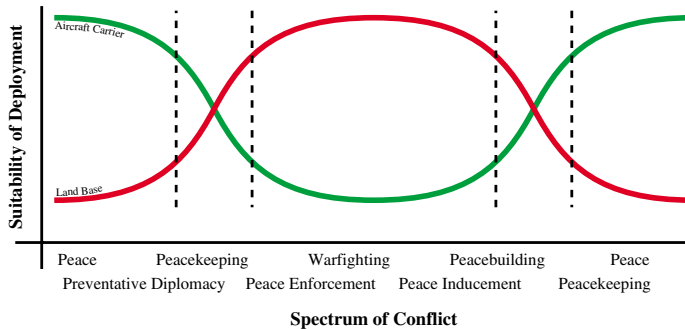 Aircraft Carrier
Suitability of Deployment
Land Base
Peace Peacekeeping Warfighting Peacebuilding Peace
Preventative Diplomacy Peace Enforcement Peace Inducement Peacekeeping
Spectrum of Conflict